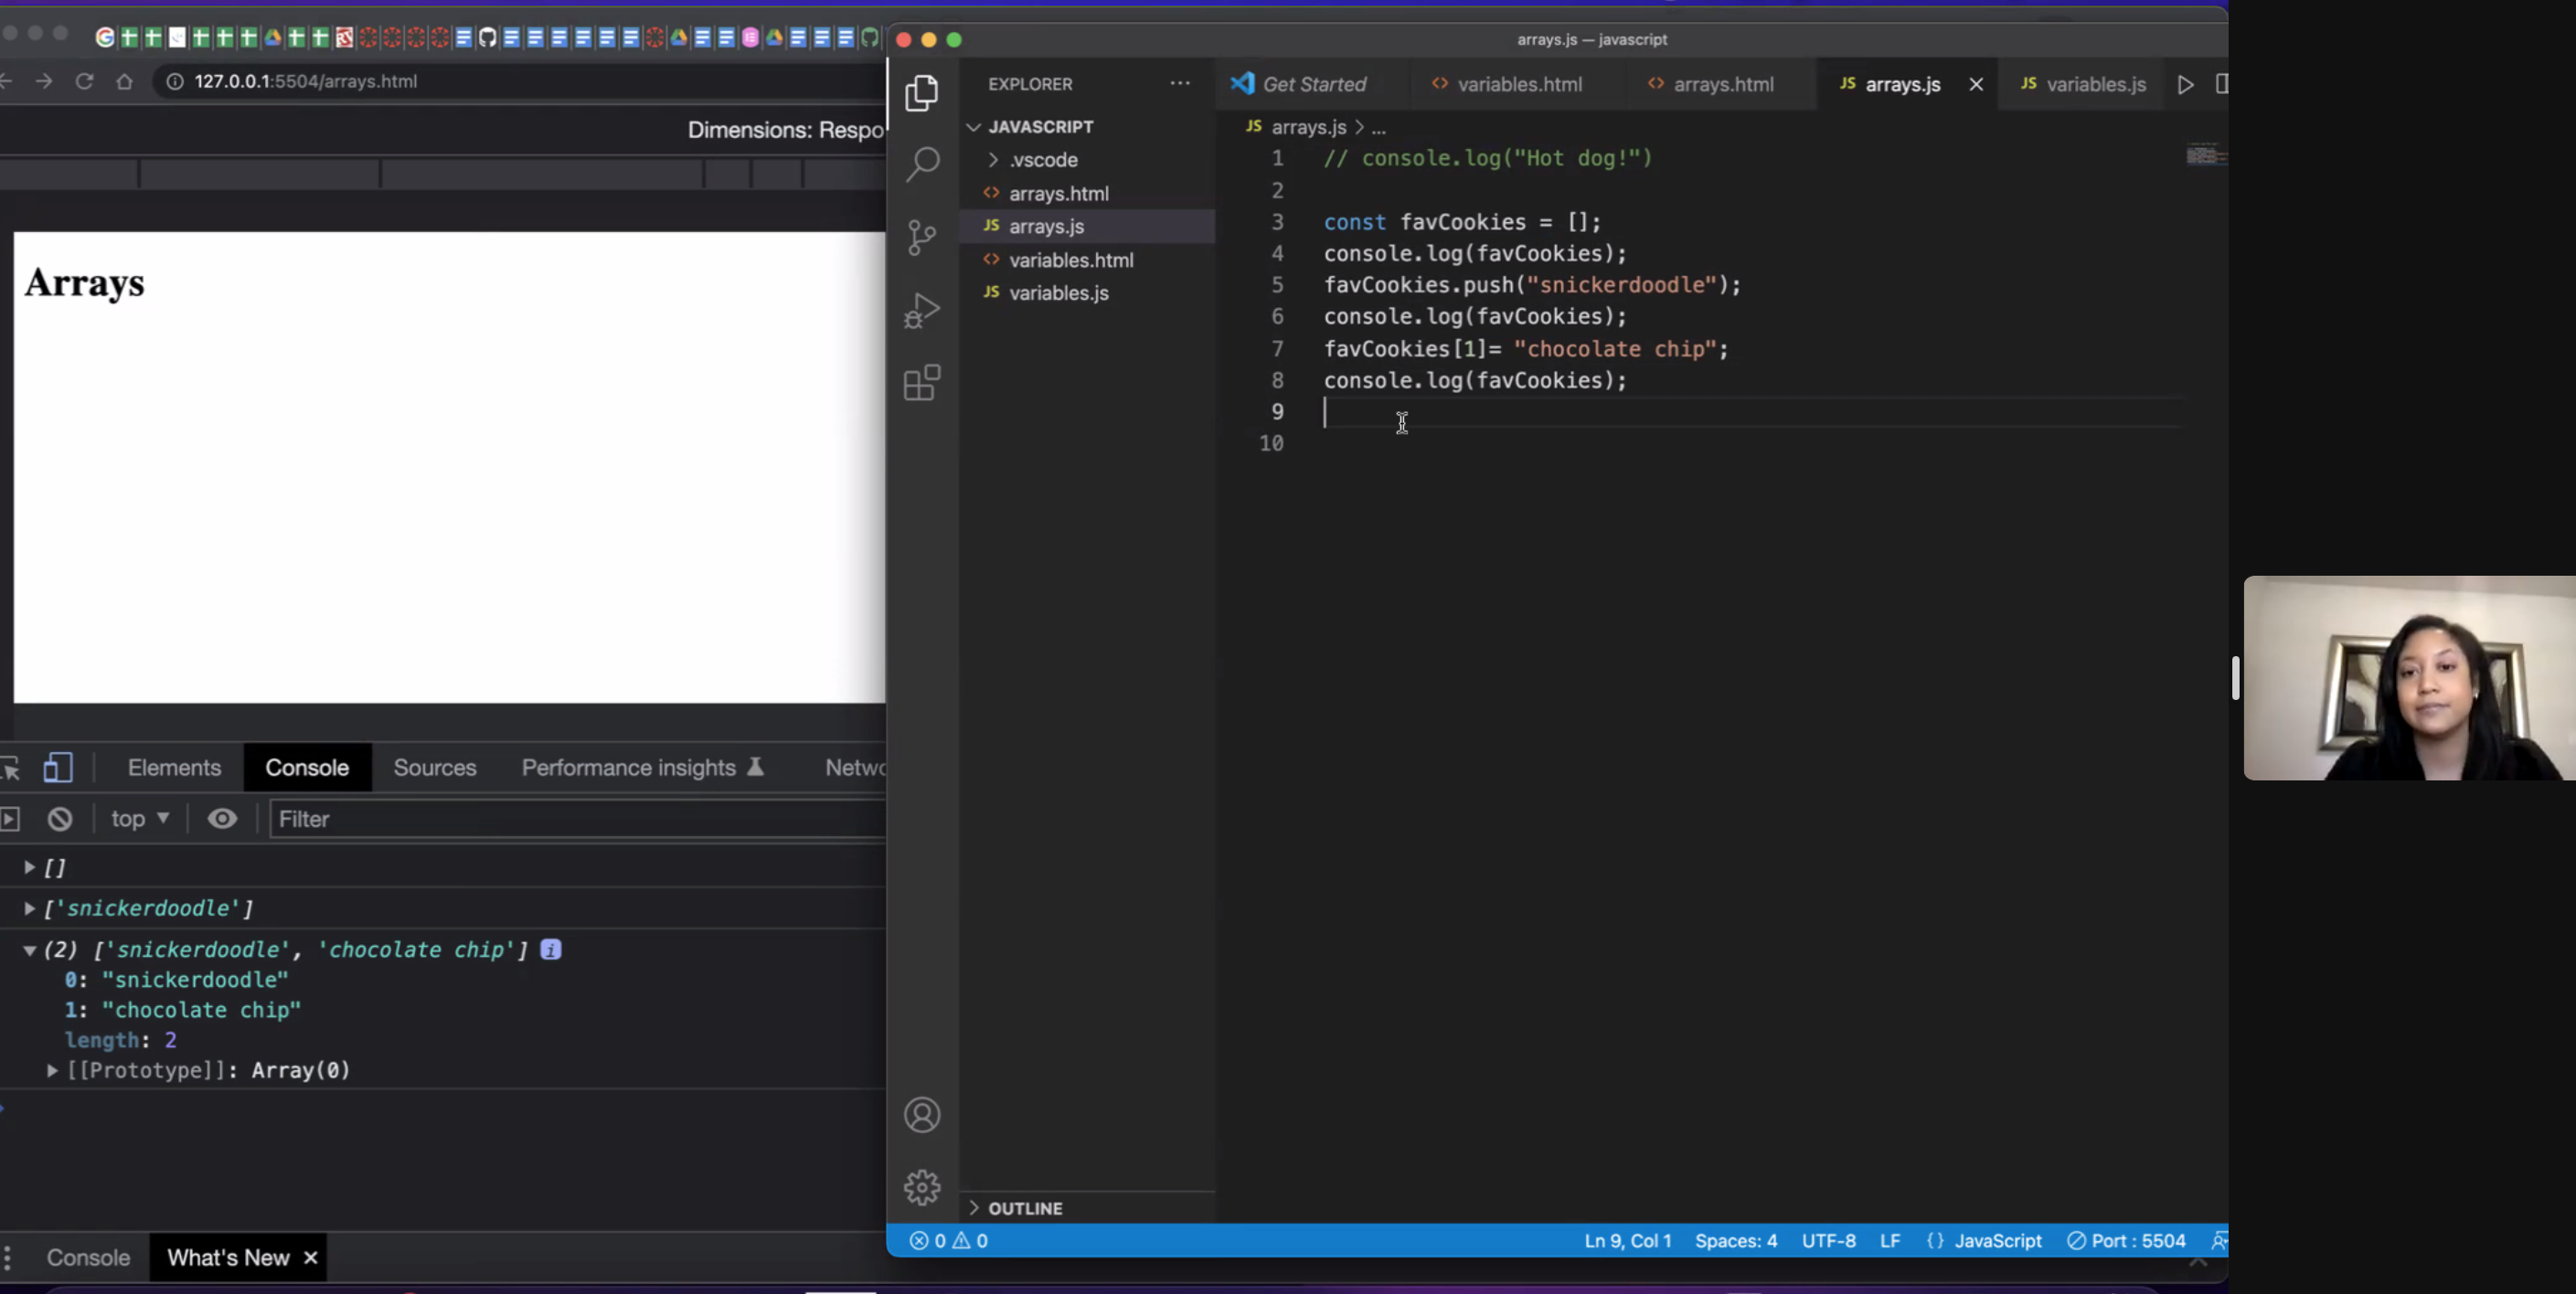 127.0.0.1:5504/arrays.html
Dimensions: Respo
Arrays
Elements
Console
Sources
Performance insights
Netwo
top
Filter
[]
['snickerdoodle']
(2) ['snickerdoodle', 'chocolate chip'] i
0: "snickerdoodle"
1: "chocolate chip"
length: 2
[[Prototype]]: Array(0)
Console
What's New
arrays.js — javascript
EXPLORER
JAVASCRIPT
.vscode
arrays.html
JS arrays.js
variables.html
JS variables.js
OUTLINE
Get Started
variables.html
arrays.html
JS arrays.js
JS variables.js
JS arrays.js > ...
1 // console.log("Hot dog!")
2
3 const favCookies = [];
4 console.log(favCookies);
5 favCookies.push("snickerdoodle");
6 console.log(favCookies);
7 favCookies[1]= "chocolate chip";
8 console.log(favCookies);
9
10
0 0
Ln 9, Col 1
Spaces: 4
UTF-8
LF
{} JavaScript
Port : 5504